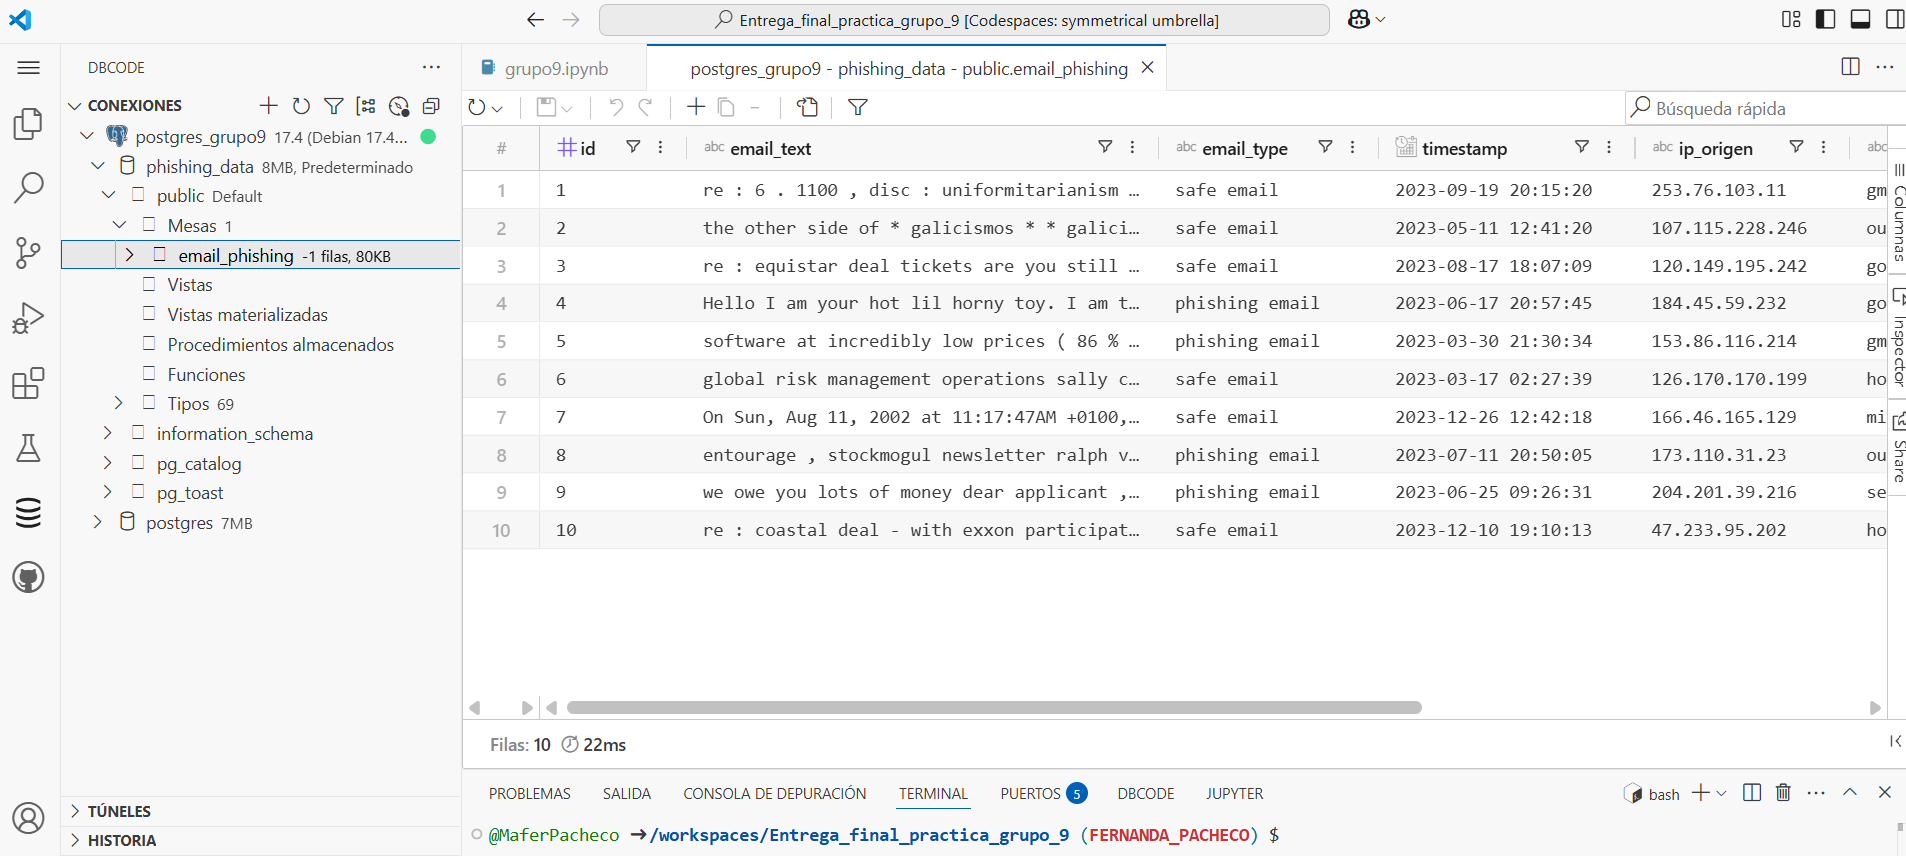 Entrega_final_practica_grupo_9 [Codespaces: symmetrical umbrella]
DBCODE
CONEXIONES
postgres_grupo9 17.4 (Debian 17.4...
phishing_data 8MB, Predeterminado
public Default
Mesas 1
email_phishing -1 filas, 80KB
Vistas
Vistas materializadas
Procedimientos almacenados
Funciones
Tipos 69
information_schema
pg_catalog
pg_toast
postgres 7MB
TÚNELES
HISTORIA
grupo9.ipynb
postgres_grupo9 - phishing_data - public.email_phishing
Búsqueda rápida
# id abc email_text abc email_type timestamp abc ip_origen abc
1 1 re : 6 . 1100 , disc : uniformitarianism … safe email 2023-09-19 20:15:20 253.76.103.11 gm
2 2 the other side of * galicismos * * galici… safe email 2023-05-11 12:41:20 107.115.228.246 ou
3 3 re : equistar deal tickets are you still … safe email 2023-08-17 18:07:09 120.149.195.242 go
4 4 Hello I am your hot lil horny toy. I am t… phishing email 2023-06-17 20:57:45 184.45.59.232 go
5 5 software at incredibly low prices ( 86 % … phishing email 2023-03-30 21:30:34 153.86.116.214 gm
6 6 global risk management operations sally c… safe email 2023-03-17 02:27:39 126.170.170.199 ho
7 7 On Sun, Aug 11, 2002 at 11:17:47AM +0100,… safe email 2023-12-26 12:42:18 166.46.165.129 mi
8 8 entourage , stockmogul newsletter ralph v… phishing email 2023-07-11 20:50:05 173.110.31.23 ou
9 9 we owe you lots of money dear applicant ,… phishing email 2023-06-25 09:26:31 204.201.39.216 se
10 10 re : coastal deal - with exxon participat… safe email 2023-12-10 19:10:13 47.233.95.202 ho
Columnas
Inspector
Share
Filas: 10 22ms
PROBLEMAS SALIDA CONSOLA DE DEPURACIÓN TERMINAL PUERTOS 5 DBCODE JUPYTER
bash
@MaferPacheco ➜/workspaces/Entrega_final_practica_grupo_9 (FERNANDA_PACHECO) $